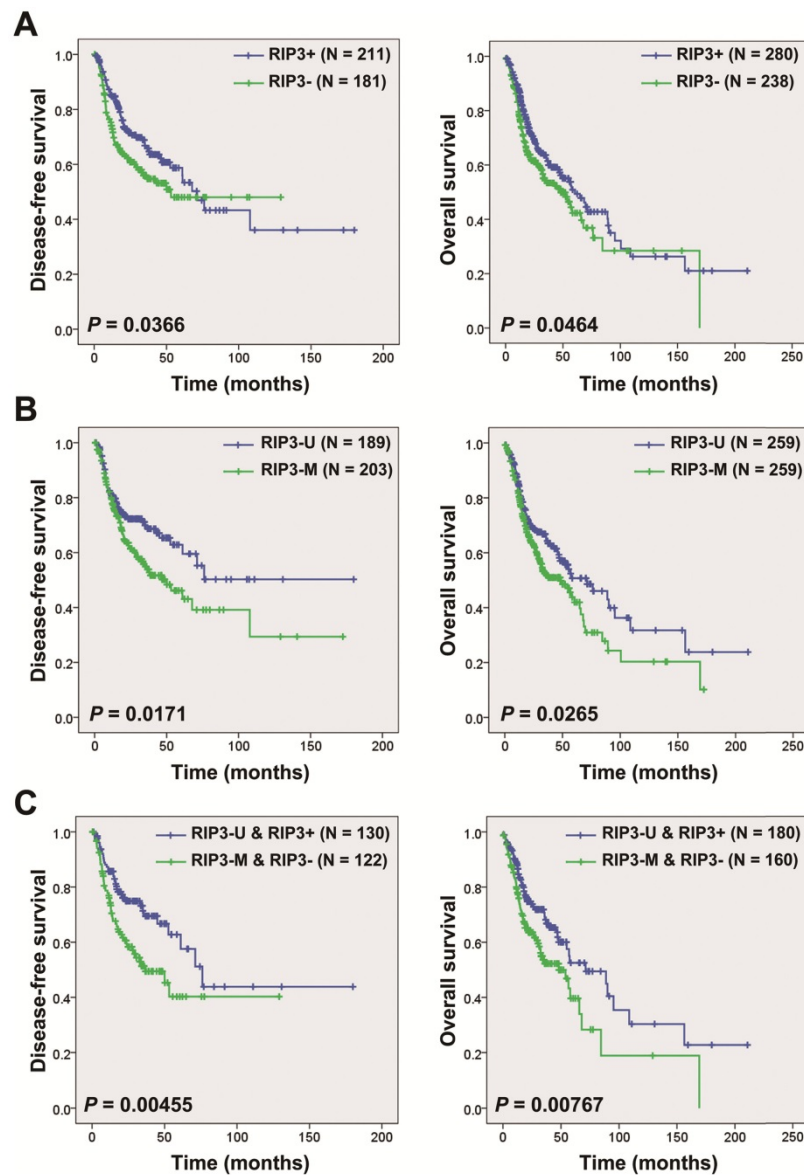 A
RIP3+ (N = 211)
RIP3- (N = 181)
1.0
0.8
0.6
0.4
0.2
0.0
Disease-free survival
P = 0.0366
0 50 100 150 200
Time (months)
RIP3+ (N = 280)
RIP3- (N = 238)
1.0
0.8
0.6
0.4
0.2
0.0
Overall survival
P = 0.0464
0 50 100 150 200 250
Time (months)
B
RIP3-U (N = 189)
RIP3-M (N = 203)
1.0
0.8
0.6
0.4
0.2
0.0
Disease-free survival
P = 0.0171
0 50 100 150 200
Time (months)
RIP3-U (N = 259)
RIP3-M (N = 259)
1.0
0.8
0.6
0.4
0.2
0.0
Overall survival
P = 0.0265
0 50 100 150 200 250
Time (months)
C
RIP3-U & RIP3+ (N = 130)
RIP3-M & RIP3- (N = 122)
1.0
0.8
0.6
0.4
0.2
0.0
Disease-free survival
P = 0.00455
0 50 100 150 200
Time (months)
RIP3-U & RIP3+ (N = 180)
RIP3-M & RIP3- (N = 160)
1.0
0.8
0.6
0.4
0.2
0.0
Overall survival
P = 0.00767
0 50 100 150 200 250
Time (months)